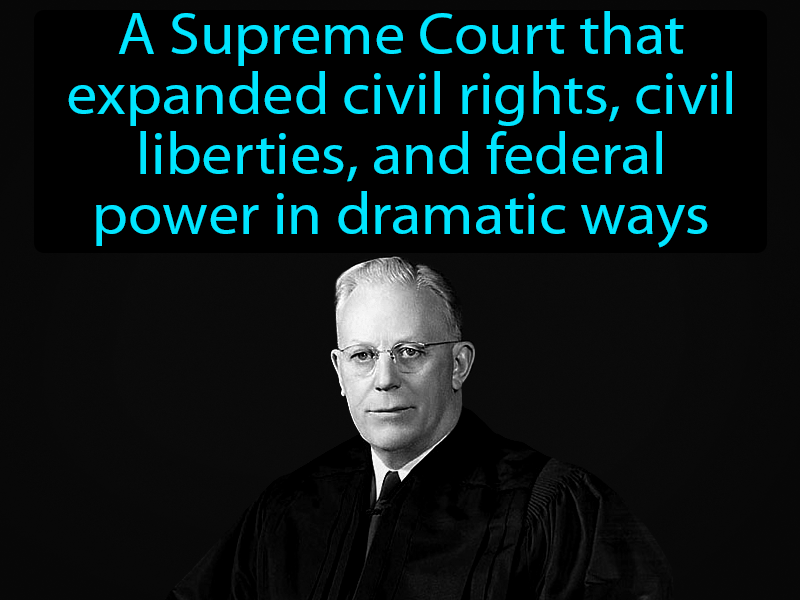 A Supreme Court that
expanded civil rights, civil
liberties, and federal
power in dramatic ways